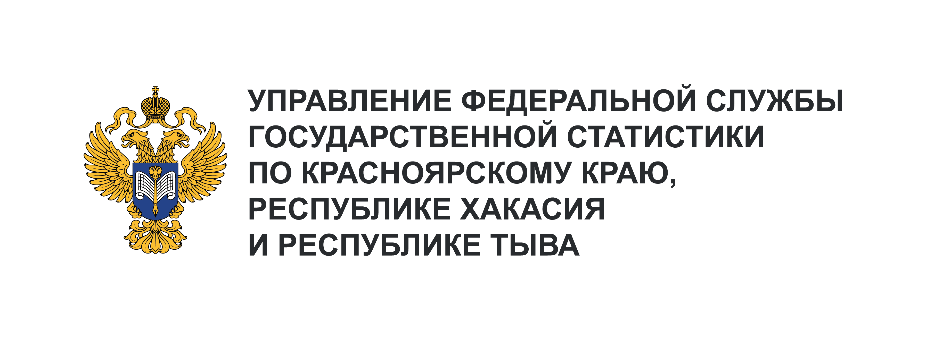 УПРАВЛЕНИЕ ФЕДЕРАЛЬНОЙ СЛУЖБЫ
ГОСУДАРСТВЕННОЙ СТАТИСТИКИ
ПО КРАСНОЯРСКОМУ КРАЮ,
РЕСПУБЛИКЕ ХАКАСИЯ
И РЕСПУБЛИКЕ ТЫВА